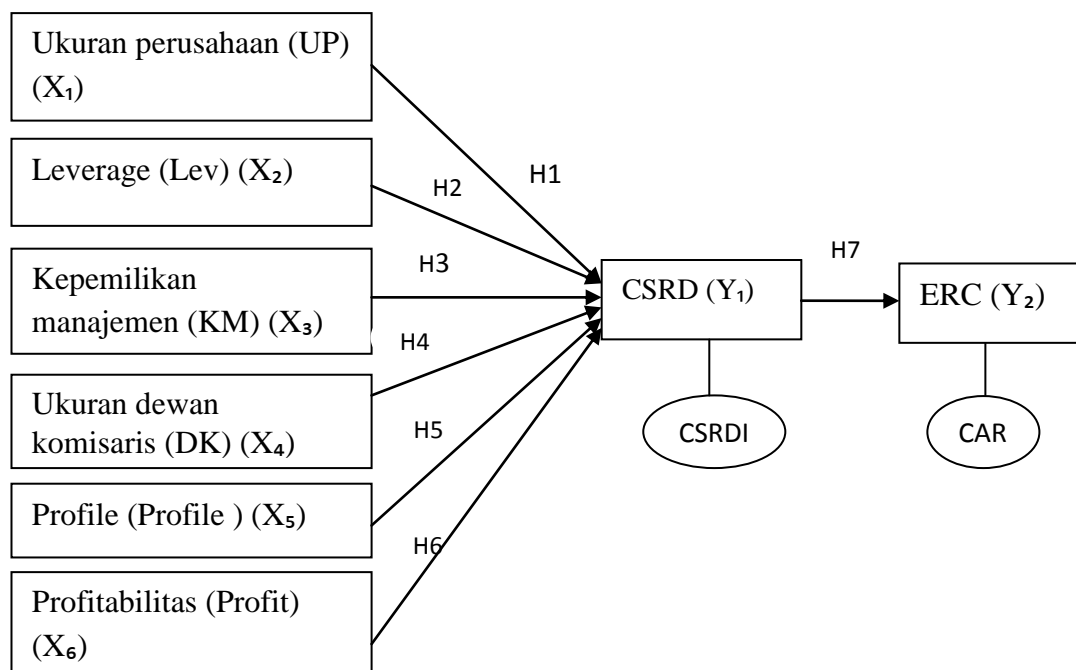 Ukuran perusahaan (UP)
(X₁)
Leverage (Lev) (X₂)
Kepemilikan
manajemen (KM) (X₃)
Ukuran dewan
komisaris (DK) (X₄)
Profile (Profile ) (X₅)
Profitabilitas (Profit)
(X₆)
H1
H2
H3
H4
H5
H6
CSRD (Y₁)
CSRDI
H7
ERC (Y₂)
CAR